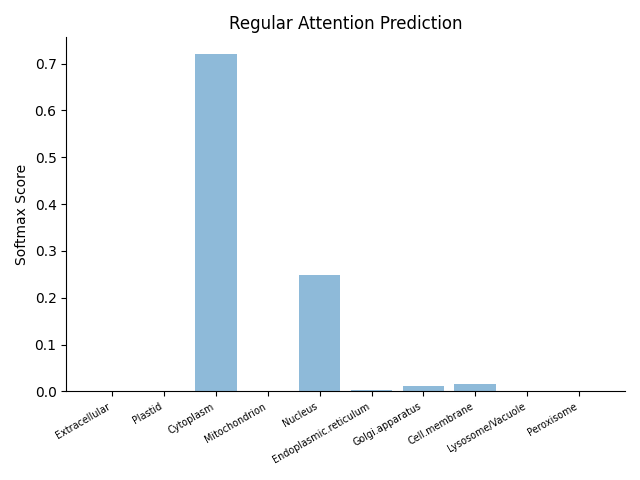 Regular Attention Prediction
Softmax Score
0.7
0.6
0.5
0.4
0.3
0.2
0.1
0.0
Extracellular
Plastid
Cytoplasm
Mitochondrion
Nucleus
Endoplasmic.reticulum
Golgi.apparatus
Cell.membrane
Lysosome/Vacuole
Peroxisome